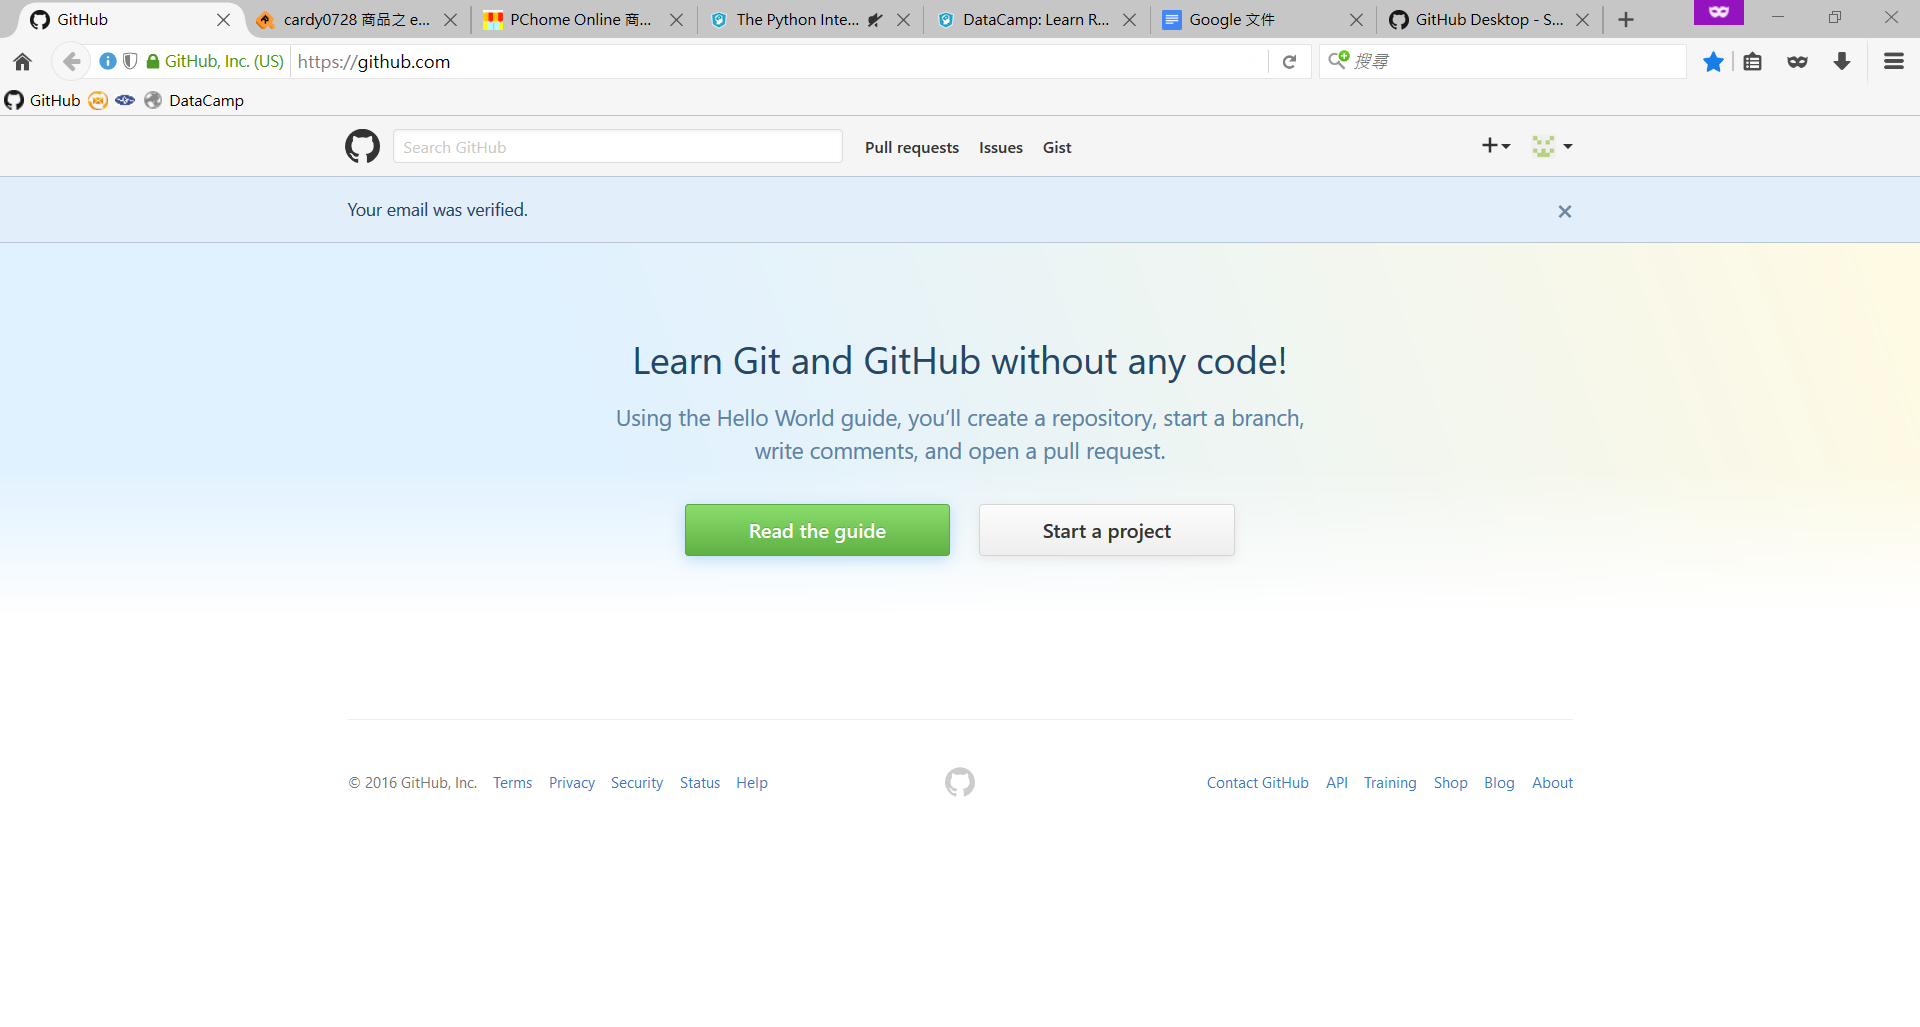 GitHub
cardy0728 商品之 e...
PChome Online 商...
The Python Inte...
DataCamp: Learn R...
Google 文件
GitHub Desktop - S...
GitHub, Inc. (US)
https://github.com
搜尋
GitHub
DataCamp
Search GitHub
Pull requests
Issues
Gist
Your email was verified.
Learn Git and GitHub without any code!
Using the Hello World guide, you’ll create a repository, start a branch,
write comments, and open a pull request.
Read the guide
Start a project
© 2016 GitHub, Inc.
Terms
Privacy
Security
Status
Help
Contact GitHub
API
Training
Shop
Blog
About